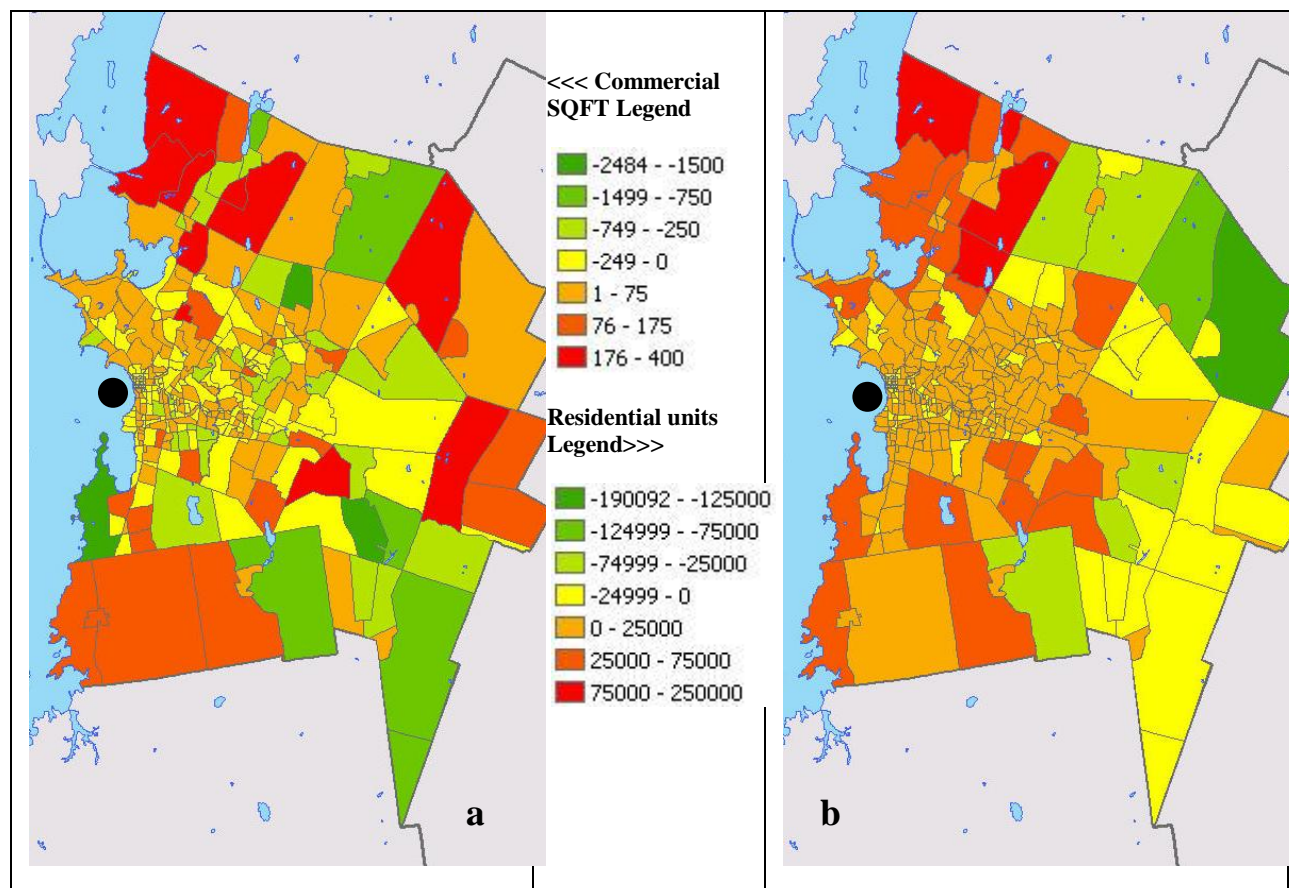 <<< Commercial
SQFT Legend
-2484 - -1500
-1499 - -750
-749 - -250
-249 - 0
1 - 75
76 - 175
176 - 400
Residential units
Legend>>>
-190092 - -125000
-124999 - -75000
-74999 - -25000
-24999 - 0
0 - 25000
25000 - 75000
75000 - 250000
a
b